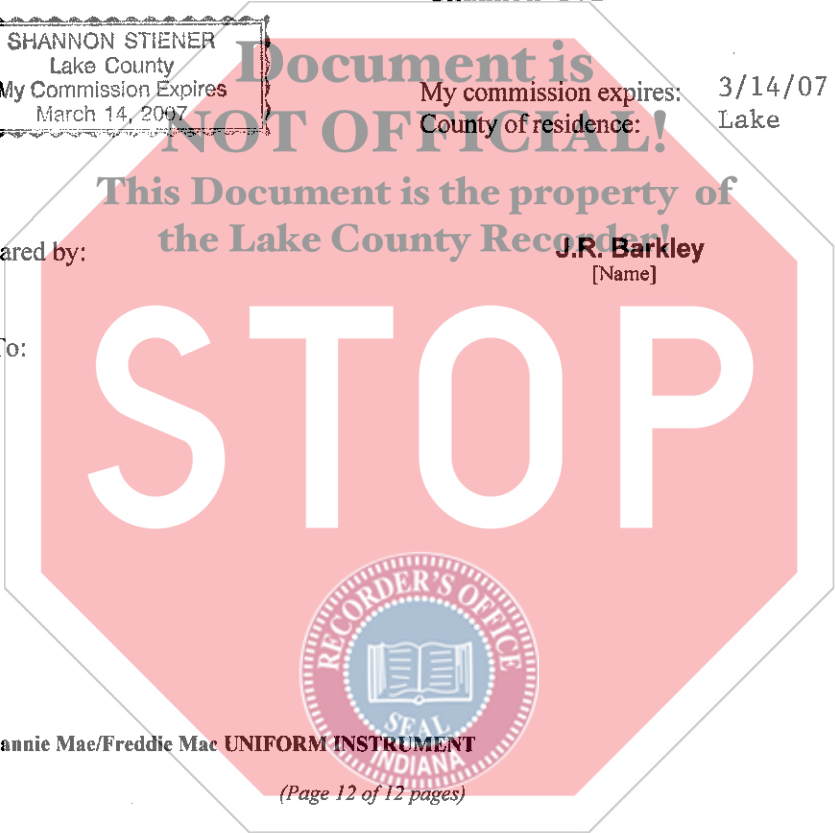 SHANNON STIENER
Lake County
My Commission Expires
March 14, 2007
Document is
NOT OFFICIAL!
This Document is the property of
the Lake County Recorder!
My commission expires: 3/14/07
County of residence: Lake
ared by:
J.R. Barkley
[Name]
To:
STOP
RECORDER'S OFFICE
SEAL
INDIANA
annie Mae/Freddie Mac UNIFORM INSTRUMENT
(Page 12 of 12 pages)